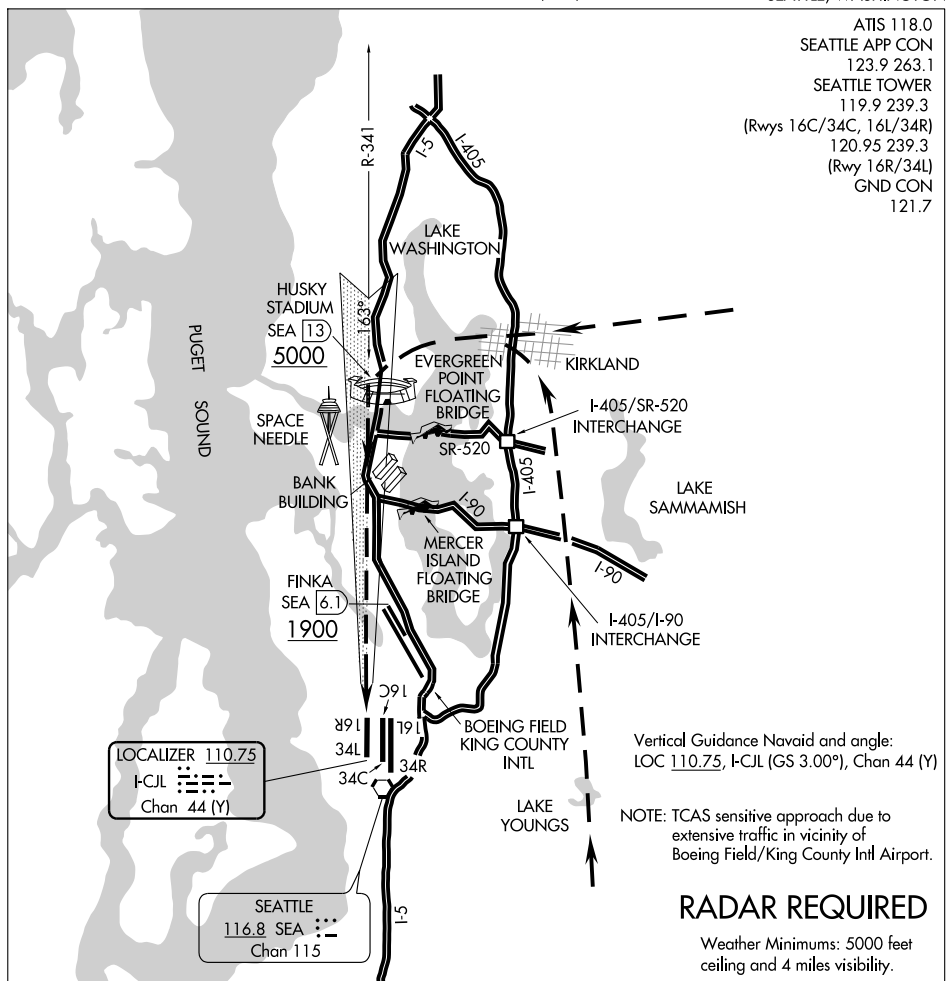 ATIS 118.0
SEATTLE APP CON
123.9 263.1
SEATTLE TOWER
119.9 239.3
(Rwys 16C/34C, 16L/34R)
120.95 239.3
(Rwy 16R/34L)
GND CON
121.7
R-341
I-5
I-405
LAKE
WASHINGTON
HUSKY
STADIUM
SEA 13
5000
163°
PUGET
SOUND
SPACE
NEEDLE
EVERGREEN
POINT
FLOATING
BRIDGE
KIRKLAND
I-405/SR-520
INTERCHANGE
SR-520
I-405
BANK
BUILDING
I-90
LAKE
SAMMAMISH
MERCER
ISLAND
FLOATING
BRIDGE
I-90
FINKA
SEA 6.1
1900
I-405/I-90
INTERCHANGE
16C
16R
16L
34L
34C
34R
BOEING FIELD
KING COUNTY
INTL
LOCALIZER 110.75
I-CJL
Chan 44 (Y)
Vertical Guidance Navaid and angle:
LOC 110.75, I-CJL (GS 3.00°), Chan 44 (Y)
LAKE
YOUNGS
NOTE: TCAS sensitive approach due to
extensive traffic in vicinity of
Boeing Field/King County Intl Airport.
SEATTLE
116.8 SEA
Chan 115
I-5
RADAR REQUIRED
Weather Minimums: 5000 feet
ceiling and 4 miles visibility.